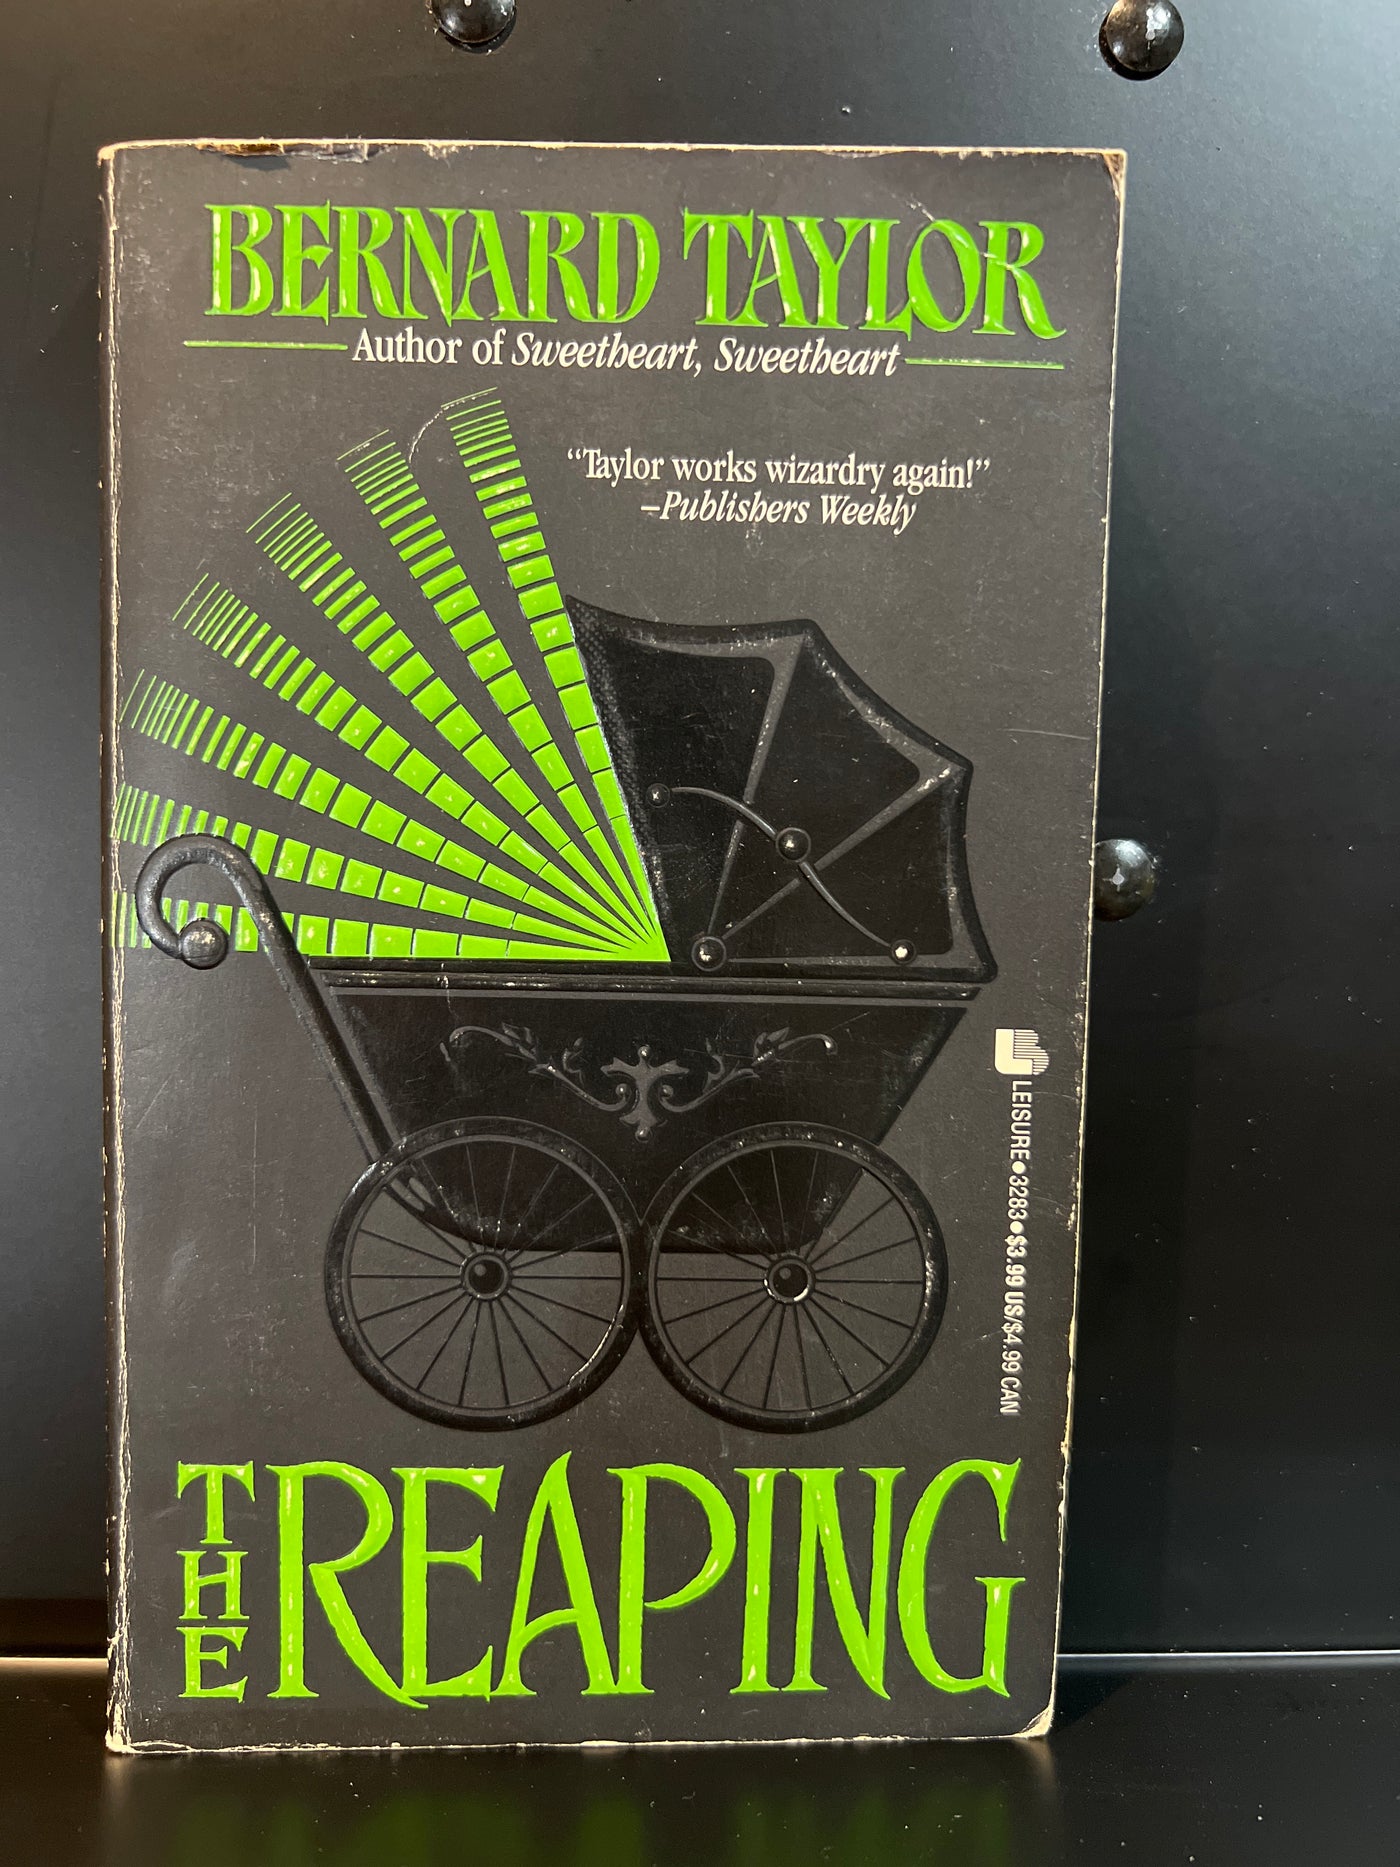 BERNARD TAYLOR
Author of Sweetheart, Sweetheart
“Taylor works wizardry again!”
–Publishers Weekly
LEISURE • 3283 • $3.99 US/$4.99 CAN
THE REAPING